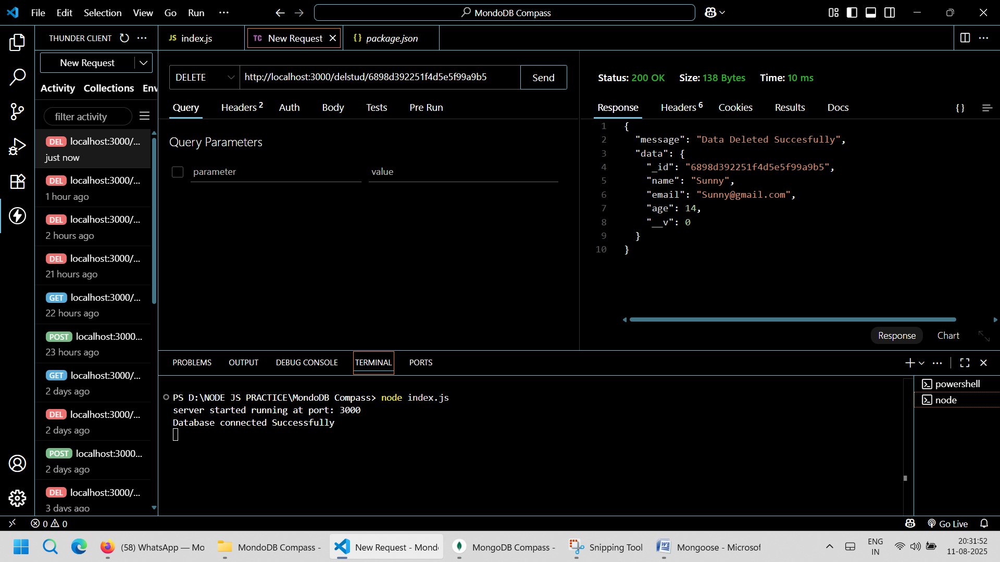 File Edit Selection View Go Run ···
MondoDB Compass
THUNDER CLIENT ···
JS index.js
TC New Request
{} package.json
···
New Request
Activity Collections Env
filter activity
DEL localhost:3000/...
just now
DEL localhost:3000/...
1 hour ago
DEL localhost:3000/...
2 hours ago
DEL localhost:3000/...
21 hours ago
GET localhost:3000/...
22 hours ago
POST localhost:3000...
23 hours ago
GET localhost:3000/...
2 days ago
DEL localhost:3000/...
2 days ago
POST localhost:3000...
2 days ago
DEL localhost:3000/...
3 days ago
DELETE http://localhost:3000/delstud/6898d392251f4d5e5f99a9b5 Send
Query Headers 2 Auth Body Tests Pre Run
Query Parameters
parameter value
Status: 200 OK Size: 138 Bytes Time: 10 ms
Response Headers 6 Cookies Results Docs {}
1 {
2 "message": "Data Deleted Succesfully",
3 "data": {
4 "_id": "6898d392251f4d5e5f99a9b5",
5 "name": "Sunny",
6 "email": "Sunny@gmail.com",
7 "age": 14,
8 "__v": 0
9 }
10 }
Response Chart
PROBLEMS OUTPUT DEBUG CONSOLE TERMINAL PORTS ···
PS D:\NODE JS PRACTICE\MondoDB Compass> node index.js
server started running at port: 3000
Database connected Successfully
powershell
node
0 0
Go Live
(58) WhatsApp — Mo
MondoDB Compass -
New Request - Mond
MongoDB Compass -
Snipping Tool
Mongoose - Microsof
ENG
IN
20:31:52
11-08-2025